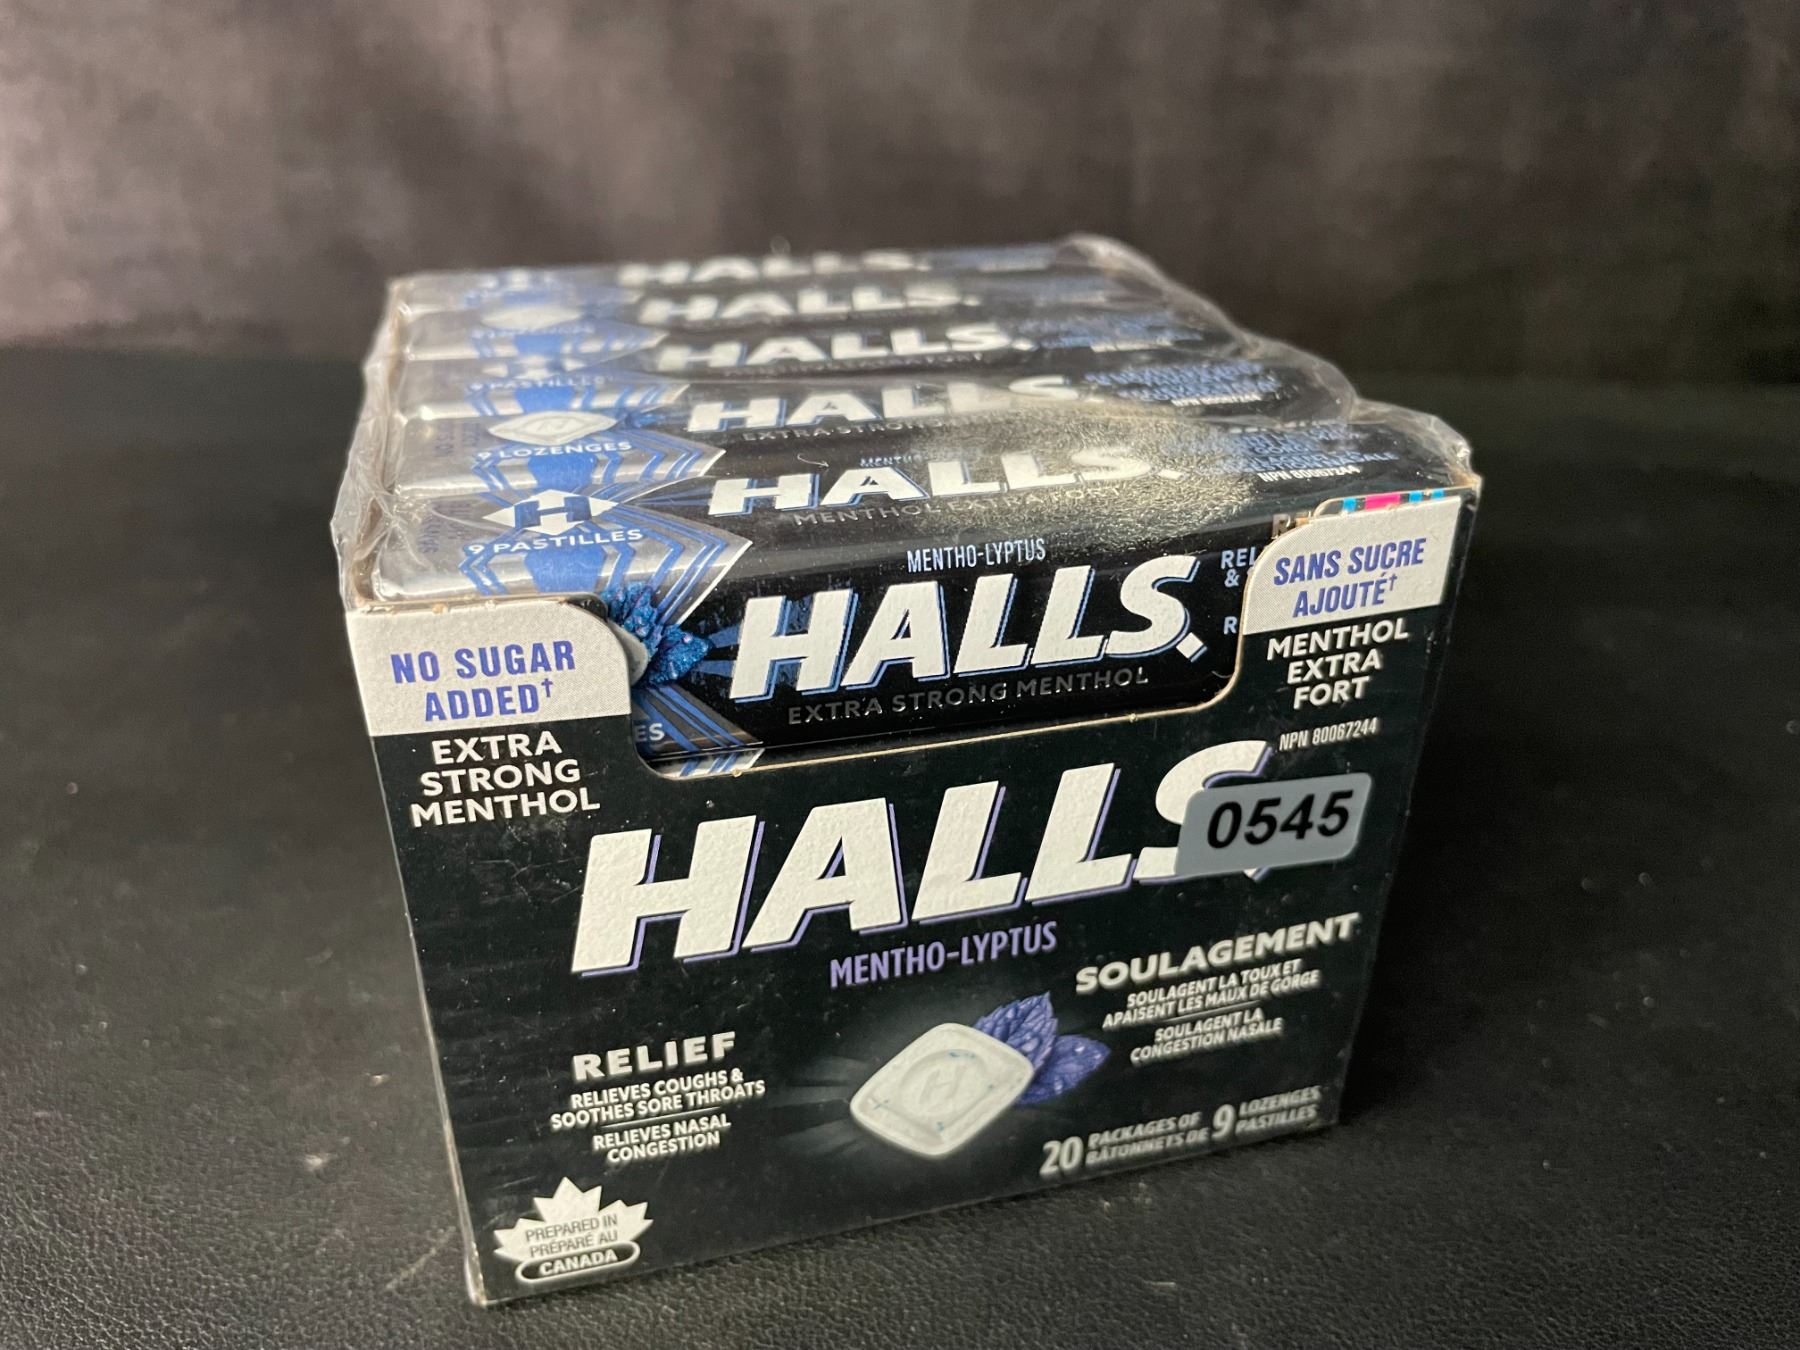 HALLS.
HALLS.
HALLS.
9 PASTILLES
HALLS.
EXTRA STRONG
9 LOZENGES
HALLS.
MENTHOL EXTRA FORT
NPN 80067244
H
9 PASTILLES
MENTHO-LYPTUS
HALLS.
EXTRA STRONG MENTHOL
REL
&
R
ES
NO SUGAR
ADDED†
EXTRA
STRONG
MENTHOL
SANS SUCRE
AJOUTÉ†
MENTHOL
EXTRA
FORT
NPN 80067244
HALLS
0545
MENTHO-LYPTUS
RELIEF
RELIEVES COUGHS &
SOOTHES SORE THROATS
RELIEVES NASAL
CONGESTION
SOULAGEMENT
SOULAGENT LA TOUX ET
APAISENT LES MAUX DE GORGE
SOULAGENT LA
CONGESTION NASALE
H
20 PACKAGES OF 9 LOZENGES
BÂTONNETS DE PASTILLES
PREPARED IN
PRÉPARÉ AU
CANADA